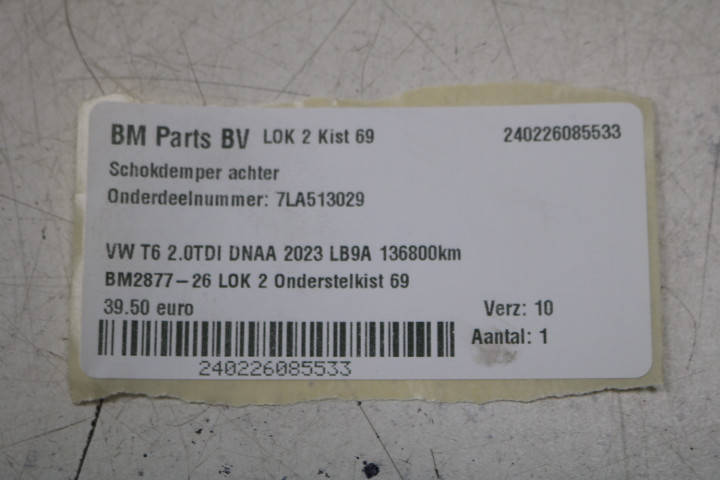 BM Parts BV LOK 2 Kist 69 240226085533
Schokdemper achter
Onderdeelnummer: 7LA513029
VW T6 2.0TDI DNAA 2023 LB9A 136800km
BM2877-26 LOK 2 Onderstelkist 69
39.50 euro Verz: 10
Aantal: 1
240226085533